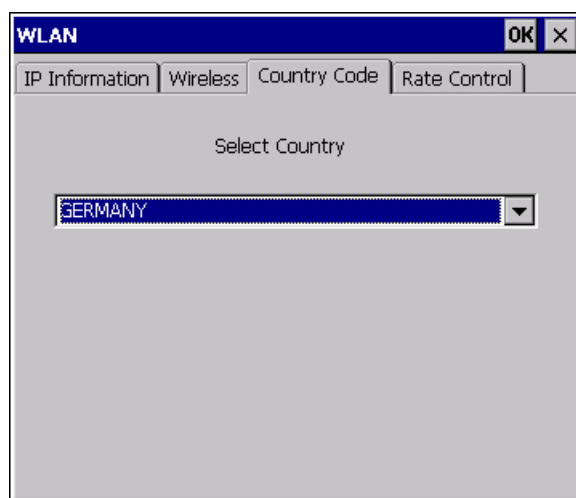 WLAN OK ×
IP Information Wireless Country Code Rate Control
Select Country
GERMANY